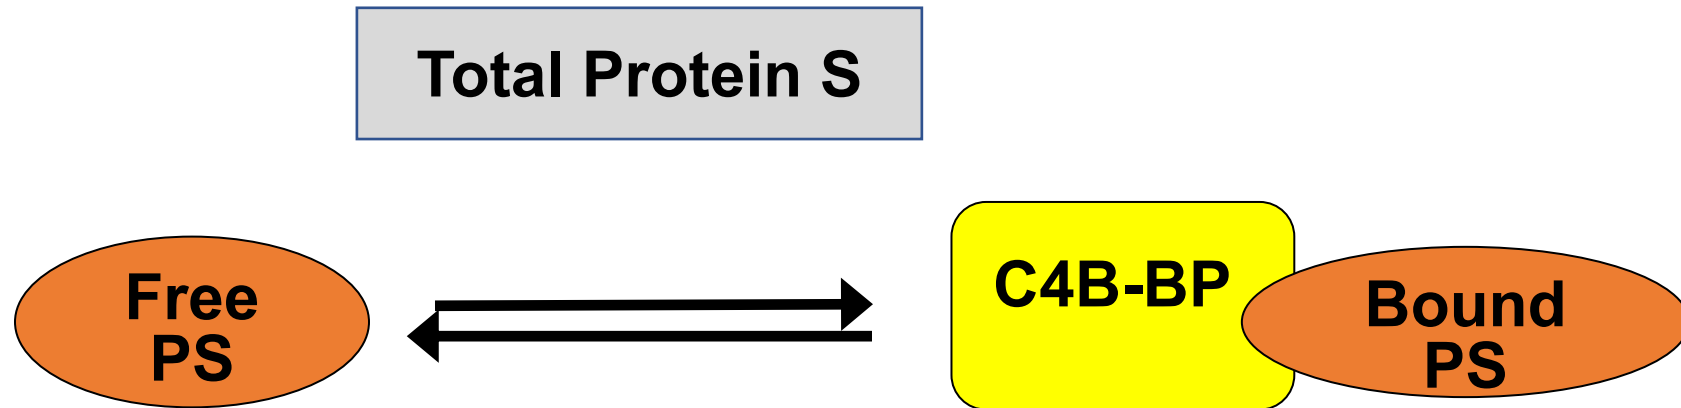 Total Protein S
Free
PS
C4B-BP
Bound
PS